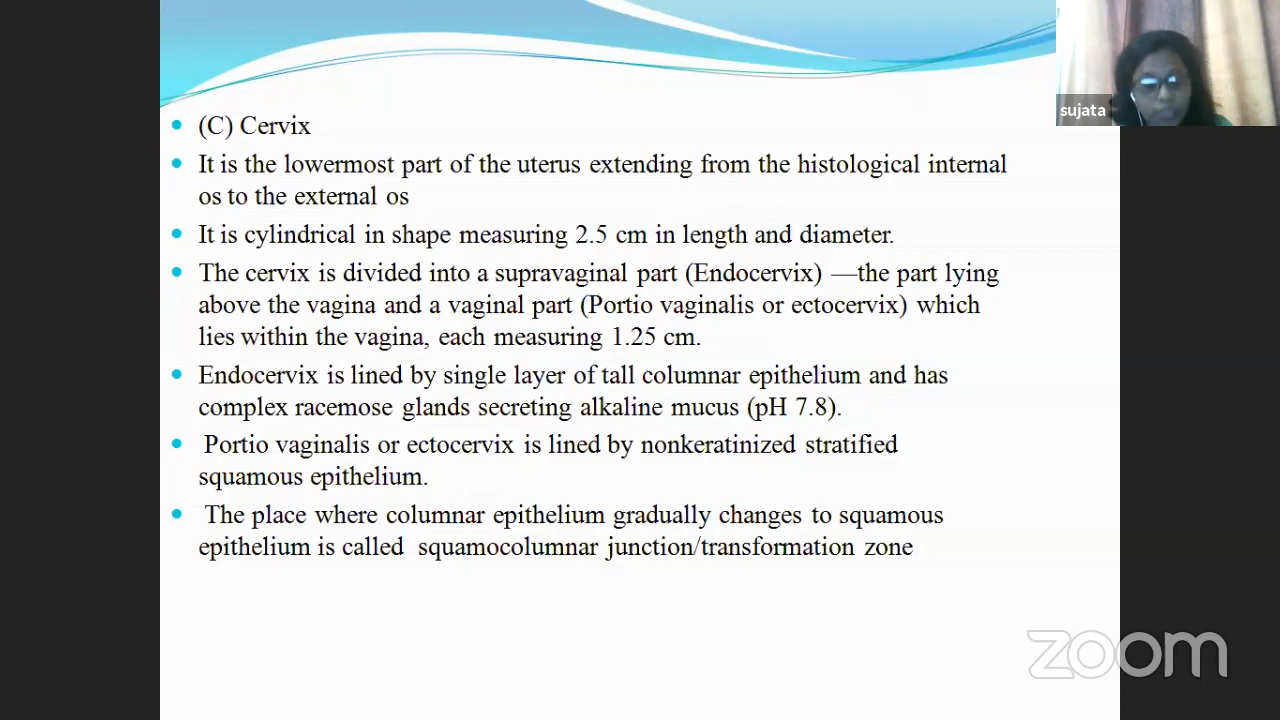 sujata
• (C) Cervix
• It is the lowermost part of the uterus extending from the histological internal
os to the external os
• It is cylindrical in shape measuring 2.5 cm in length and diameter.
• The cervix is divided into a supravaginal part (Endocervix) —the part lying
above the vagina and a vaginal part (Portio vaginalis or ectocervix) which
lies within the vagina, each measuring 1.25 cm.
• Endocervix is lined by single layer of tall columnar epithelium and has
complex racemose glands secreting alkaline mucus (pH 7.8).
• Portio vaginalis or ectocervix is lined by nonkeratinized stratified
squamous epithelium.
• The place where columnar epithelium gradually changes to squamous
epithelium is called squamocolumnar junction/transformation zone
zoom